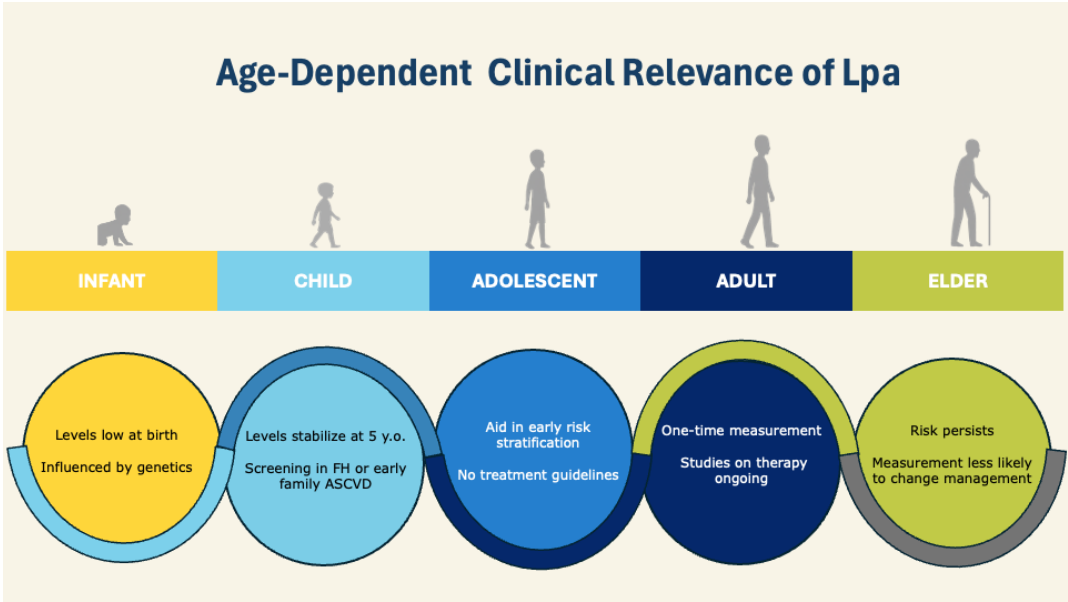 Age-Dependent Clinical Relevance of Lpa
INFANT
CHILD
ADOLESCENT
ADULT
ELDER
Levels low at birth
Influenced by genetics
Levels stabilize at 5 y.o.
Screening in FH or early
family ASCVD
Aid in early risk
stratification
No treatment guidelines
One-time measurement
Studies on therapy
ongoing
Risk persists
Measurement less likely
to change management